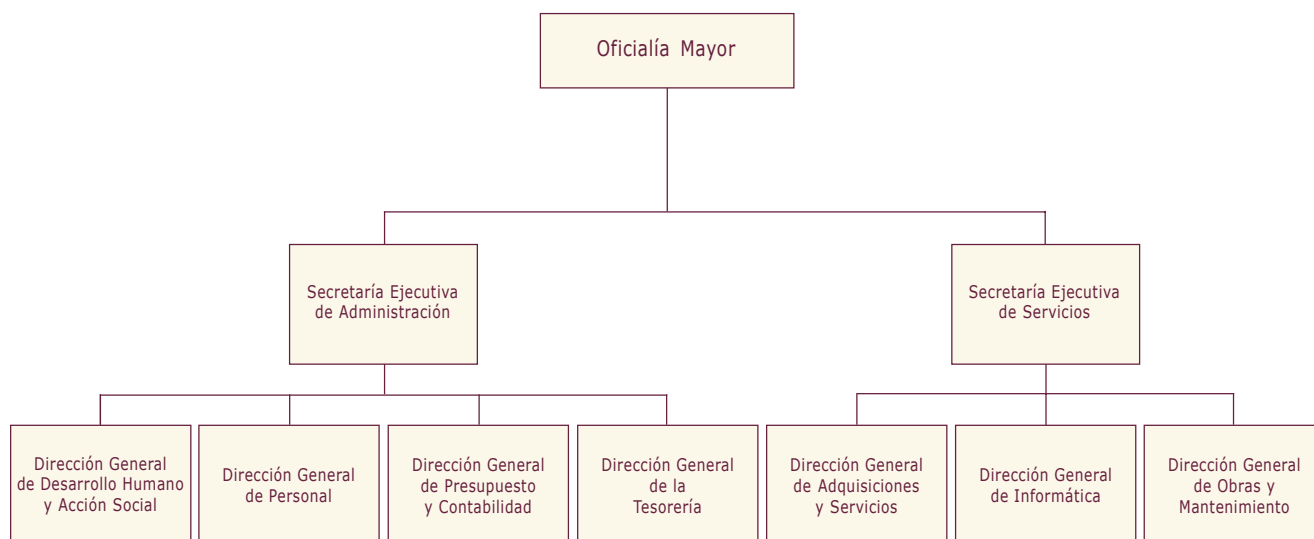 Oficialía Mayor
Secretaría Ejecutiva
de Administración
Secretaría Ejecutiva
de Servicios
Dirección General
de Desarrollo Humano
y Acción Social
Dirección General
de Personal
Dirección General
de Presupuesto
y Contabilidad
Dirección General
de la
Tesorería
Dirección General
de Adquisiciones
y Servicios
Dirección General
de Informática
Dirección General
de Obras y
Mantenimiento